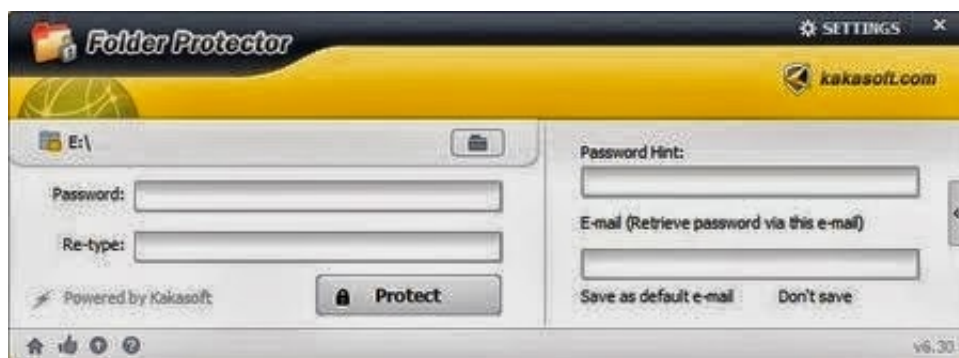 Folder Protector
SETTINGS
kakasoft.com
E:\
Password:
Re-type:
Powered by Kakasoft
Protect
Password Hint:
E-mail (Retrieve password via this e-mail)
Save as default e-mail Don't save
v6.30